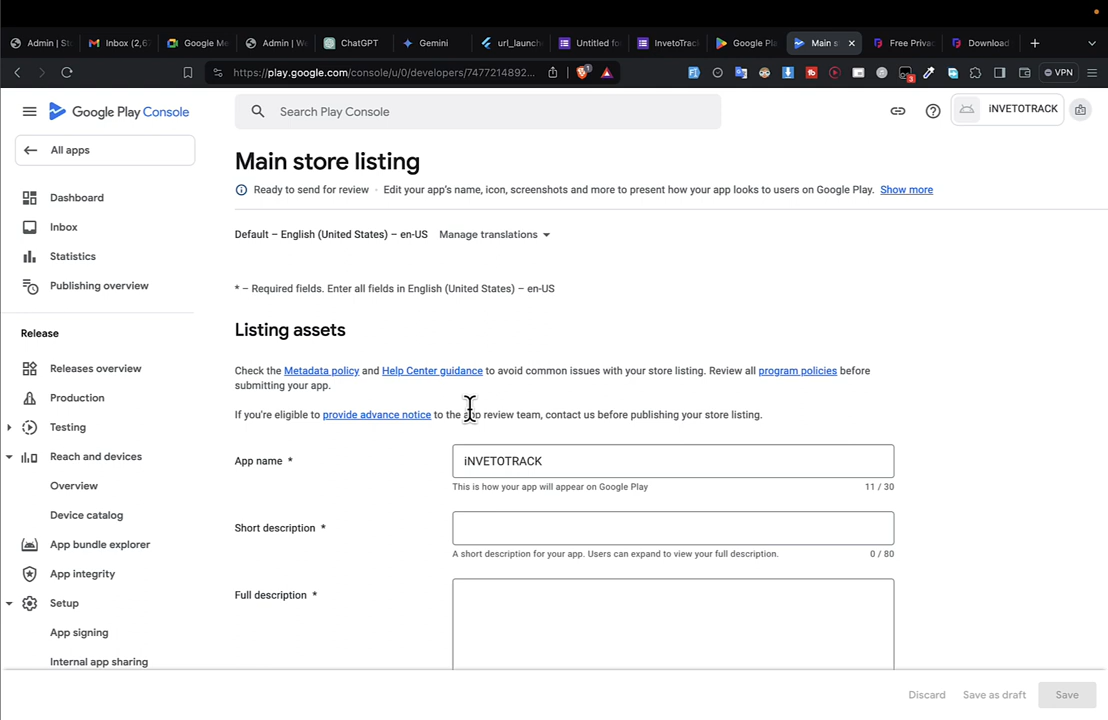 Admin | St
Inbox (2,6
Google Me
Admin | W
ChatGPT
Gemini
url_launch
Untitled fo
InvetoTrac
Google Pla
Main s
Free Priva
Download
https://play.google.com/console/u/0/developers/7477214892...
1
3
VPN
Google Play Console
Search Play Console
iNVETOTRACK
All apps
Dashboard
Inbox
Statistics
Publishing overview
Release
Releases overview
Production
Testing
Reach and devices
Overview
Device catalog
App bundle explorer
App integrity
Setup
App signing
Internal app sharing
Main store listing
Ready to send for review · Edit your app's name, icon, screenshots and more to present how your app looks to users on Google Play. Show more
Default – English (United States) – en-US Manage translations
* – Required fields. Enter all fields in English (United States) – en-US
Listing assets
Check the Metadata policy and Help Center guidance to avoid common issues with your store listing. Review all program policies before
submitting your app.
If you're eligible to provide advance notice to the app review team, contact us before publishing your store listing.
App name *
iNVETOTRACK
This is how your app will appear on Google Play 11 / 30
Short description *
A short description for your app. Users can expand to view your full description. 0 / 80
Full description *
Discard Save as draft Save